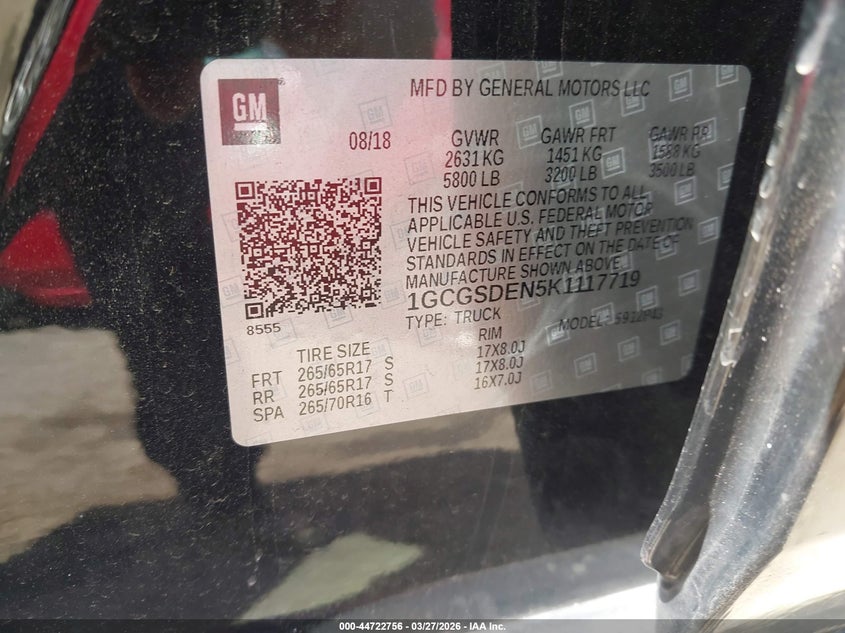 GM
MFD BY GENERAL MOTORS LLC
08/18 GVWR GAWR FRT GAWR RR
2631 KG 1451 KG 1588 KG
5800 LB 3200 LB 3500 LB
THIS VEHICLE CONFORMS TO ALL
APPLICABLE U.S. FEDERAL MOTOR
VEHICLE SAFETY AND THEFT PREVENTION
STANDARDS IN EFFECT ON THE DATE OF
MANUFACTURE SHOWN ABOVE.
1GCGSDEN5K1117719
TYPE: TRUCK MODEL:
8555
TIRE SIZE RIM
FRT 265/65R17 S 17X8.0J
RR 265/65R17 S 17X8.0J
SPA 265/70R16 T 16X7.0J
000-44722756 — 03/27/2026 — IAA Inc.